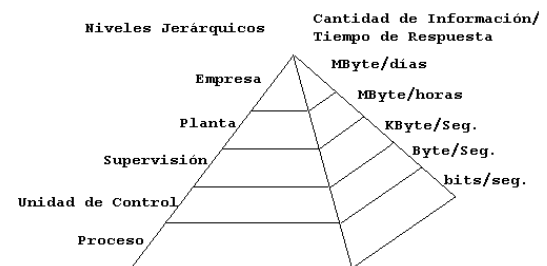 Niveles Jerárquicos
Cantidad de Información/
Tiempo de Respuesta
Empresa
MByte/días
Planta
MByte/horas
Supervisión
KByte/Seg.
Unidad de Control
Byte/Seg.
Proceso
bits/seg.